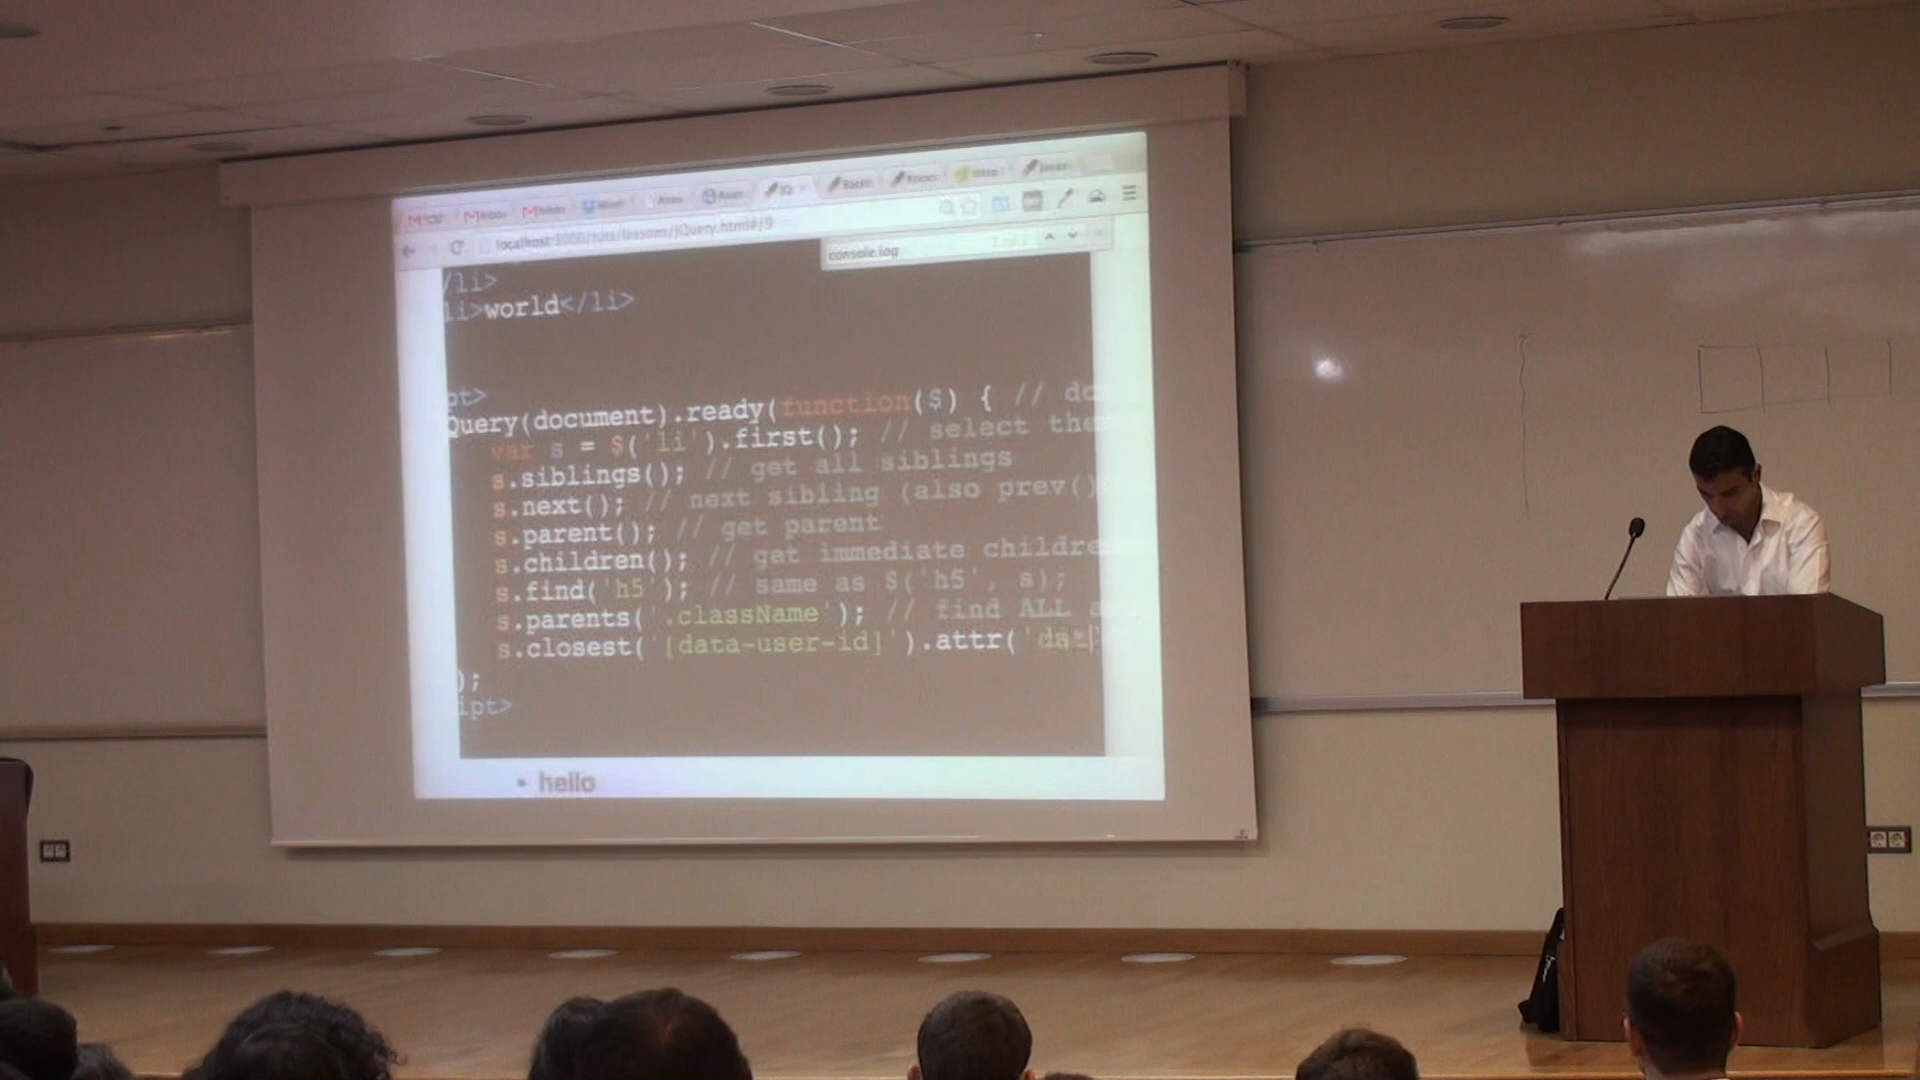 localhost:3000/tuts/lessons/jQuery.html#/9
console.log
/li>
li>world</li>
pt>
Query(document).ready(function($) { // do
var s = $('li').first(); // select the
s.siblings(); // get all siblings
s.next(); // next sibling (also prev()
s.parent(); // get parent
s.children(); // get immediate childre
s.find('h5'); // same as $('h5', s);
s.parents('.className'); // find ALL a
s.closest('[data-user-id]').attr('dat
);
ipt>
hello